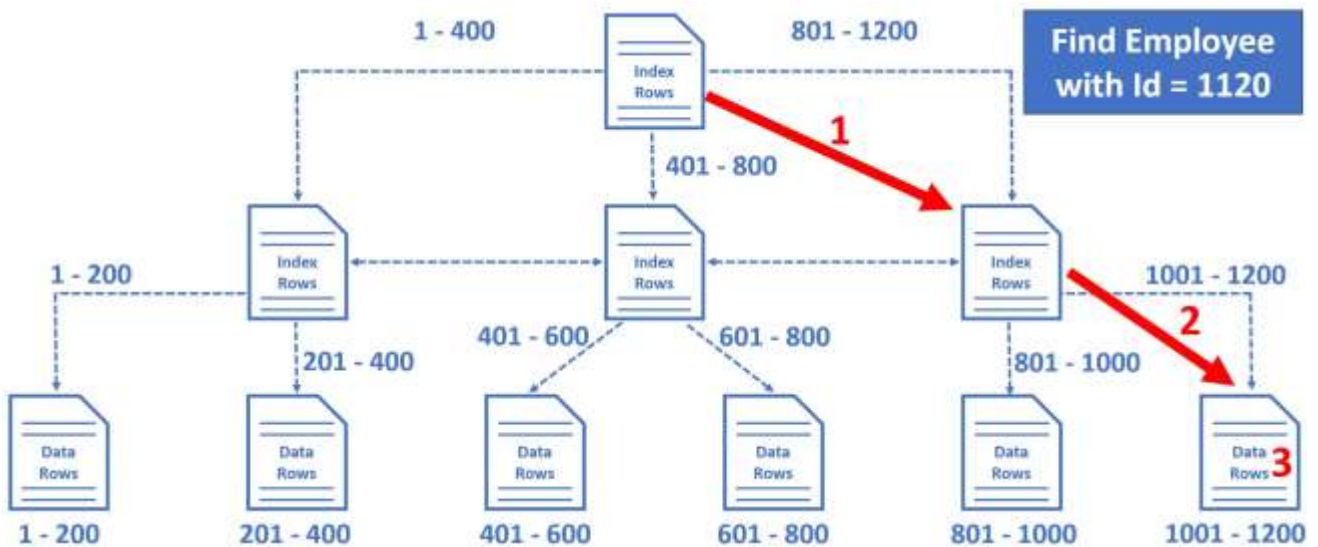 1 - 400
801 - 1200
Find Employee
with Id = 1120
Index
Rows
1
401 - 800
Index
Rows
Index
Rows
Index
Rows
1 - 200
1001 - 1200
2
201 - 400
401 - 600
601 - 800
801 - 1000
Data
Rows
Data
Rows
Data
Rows
Data
Rows
Data
Rows
Data
Rows
3
1 - 200
201 - 400
401 - 600
601 - 800
801 - 1000
1001 - 1200